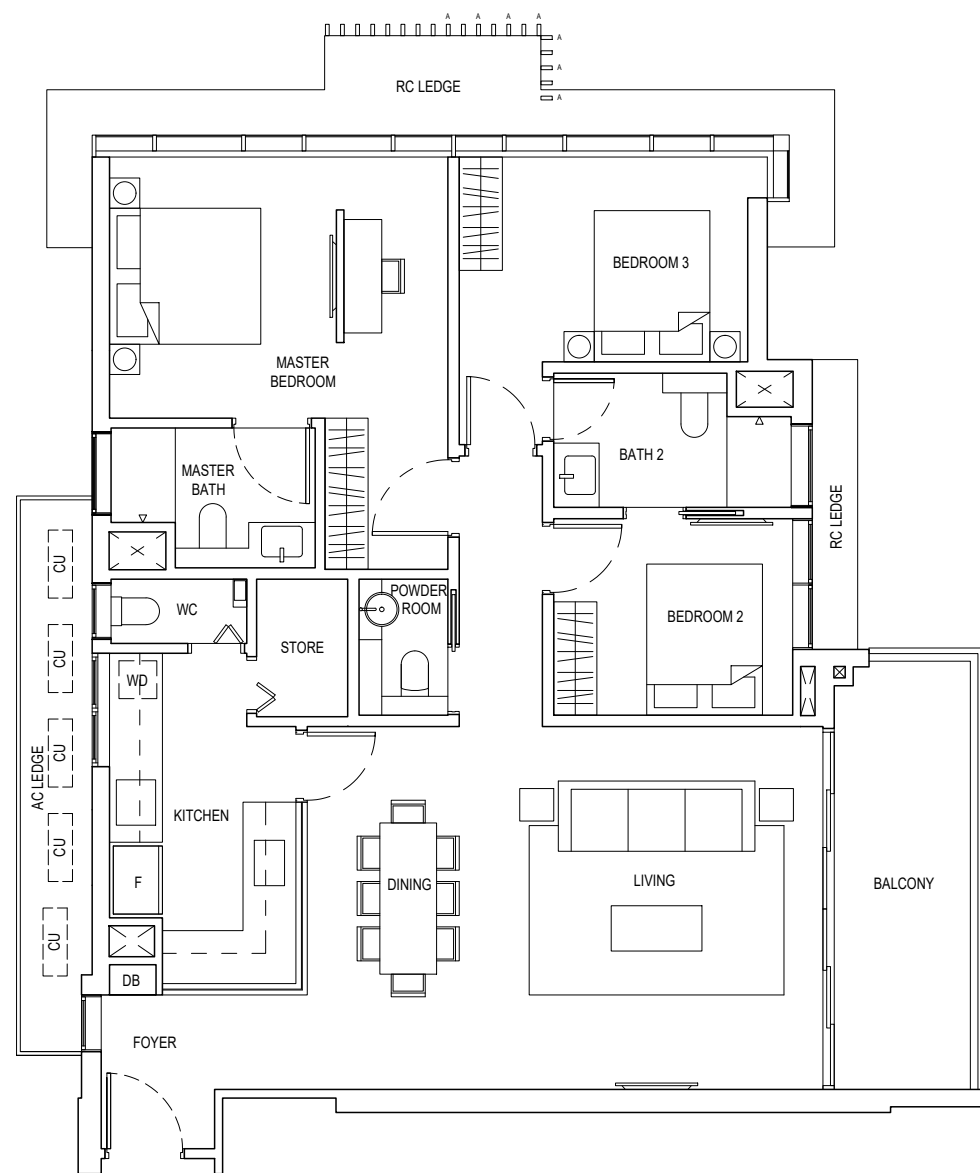 A A A A
A
A
A
RC LEDGE
BEDROOM 3
MASTER
BEDROOM
X
MASTER
BATH
BATH 2
RC LEDGE
X
CU
WC
POWDER
ROOM
STORE
BEDROOM 2
CU
WD
CU
AC LEDGE
KITCHEN
CU
F
DINING
LIVING
BALCONY
CU
DB
FOYER